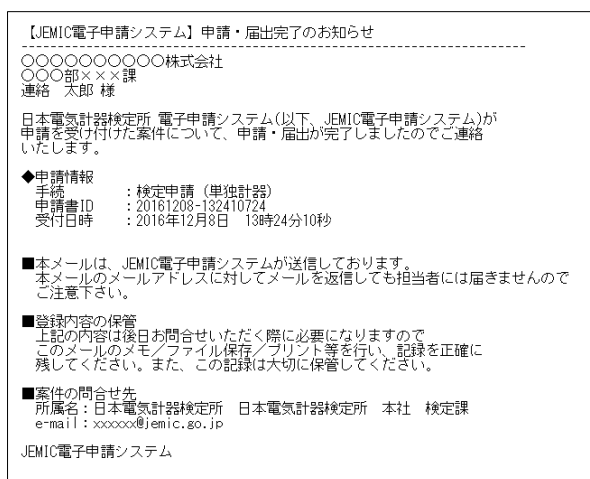 【JEMIC電子申請システム】申請・届出完了のお知らせ
--------------------------------------------------------------------
○○○○○○○○○○株式会社
○○○部×××課
連絡　太郎 様
日本電気計器検定所 電子申請システム(以下、JEMIC電子申請システム)が
申請を受け付けた案件について、申請・届出が完了しましたのでご連絡
いたします。
◆申請情報
手続　　　　：検定申請（単独計器）
申請書ID　　：20161208-132410724
受付日時　　：2016年12月8日　13時24分10秒
■本メールは、JEMIC電子申請システムが送信しております。
本メールのメールアドレスに対してメールを返信しても担当者には届きませんので
ご注意下さい。
■登録内容の保管
上記の内容は後日お問合せいただく際に必要になりますので
このメールのメモ／ファイル保存／プリント等を行い、記録を正確に
残してください。また、この記録は大切に保管してください。
■案件の問合せ先
所属名：日本電気計器検定所　日本電気計器検定所　本社　検定課
e-mail：xxxxxx@jemic.go.jp
JEMIC電子申請システム